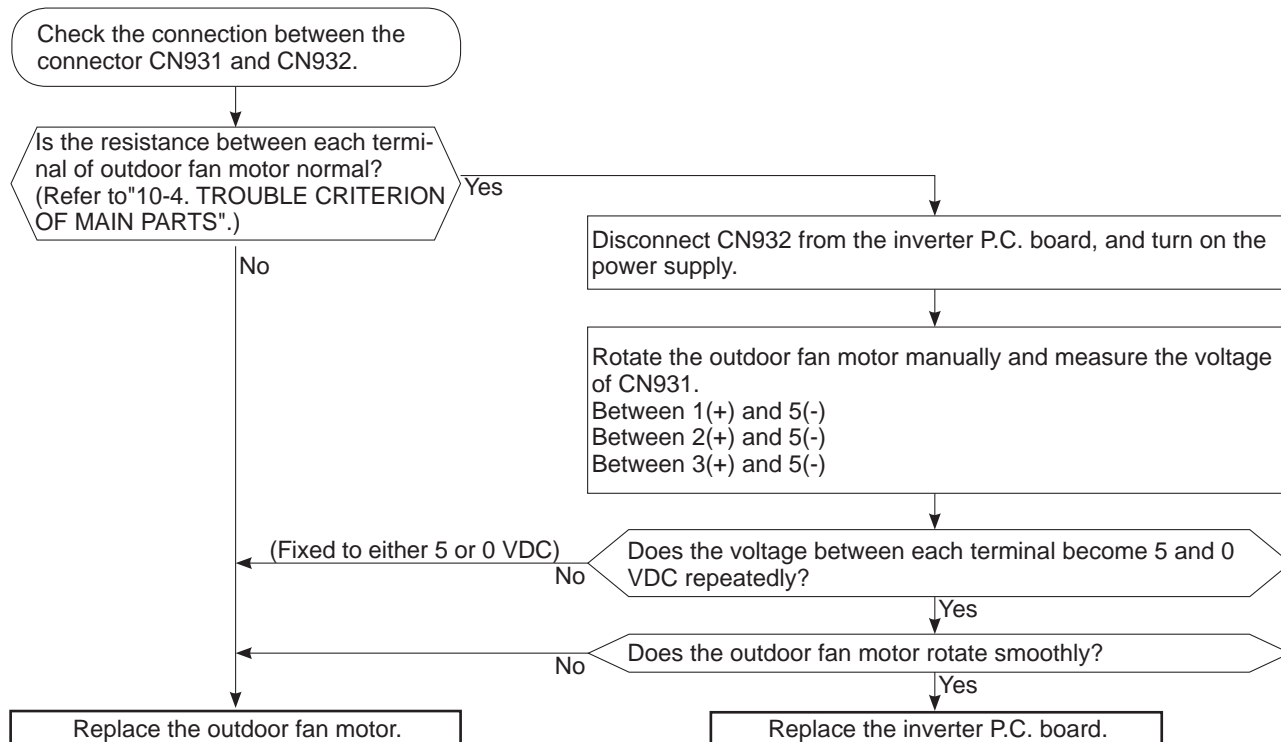 Check the connection between the
connector CN931 and CN932.
Is the resistance between each termi-
nal of outdoor fan motor normal?
(Refer to"10-4. TROUBLE CRITERION
OF MAIN PARTS".)
Yes
No
Disconnect CN932 from the inverter P.C. board, and turn on the
power supply.
Rotate the outdoor fan motor manually and measure the voltage
of CN931.
Between 1(+) and 5(-)
Between 2(+) and 5(-)
Between 3(+) and 5(-)
(Fixed to either 5 or 0 VDC)
No
Does the voltage between each terminal become 5 and 0
VDC repeatedly?
Yes
No
Does the outdoor fan motor rotate smoothly?
Yes
Replace the outdoor fan motor.
Replace the inverter P.C. board.